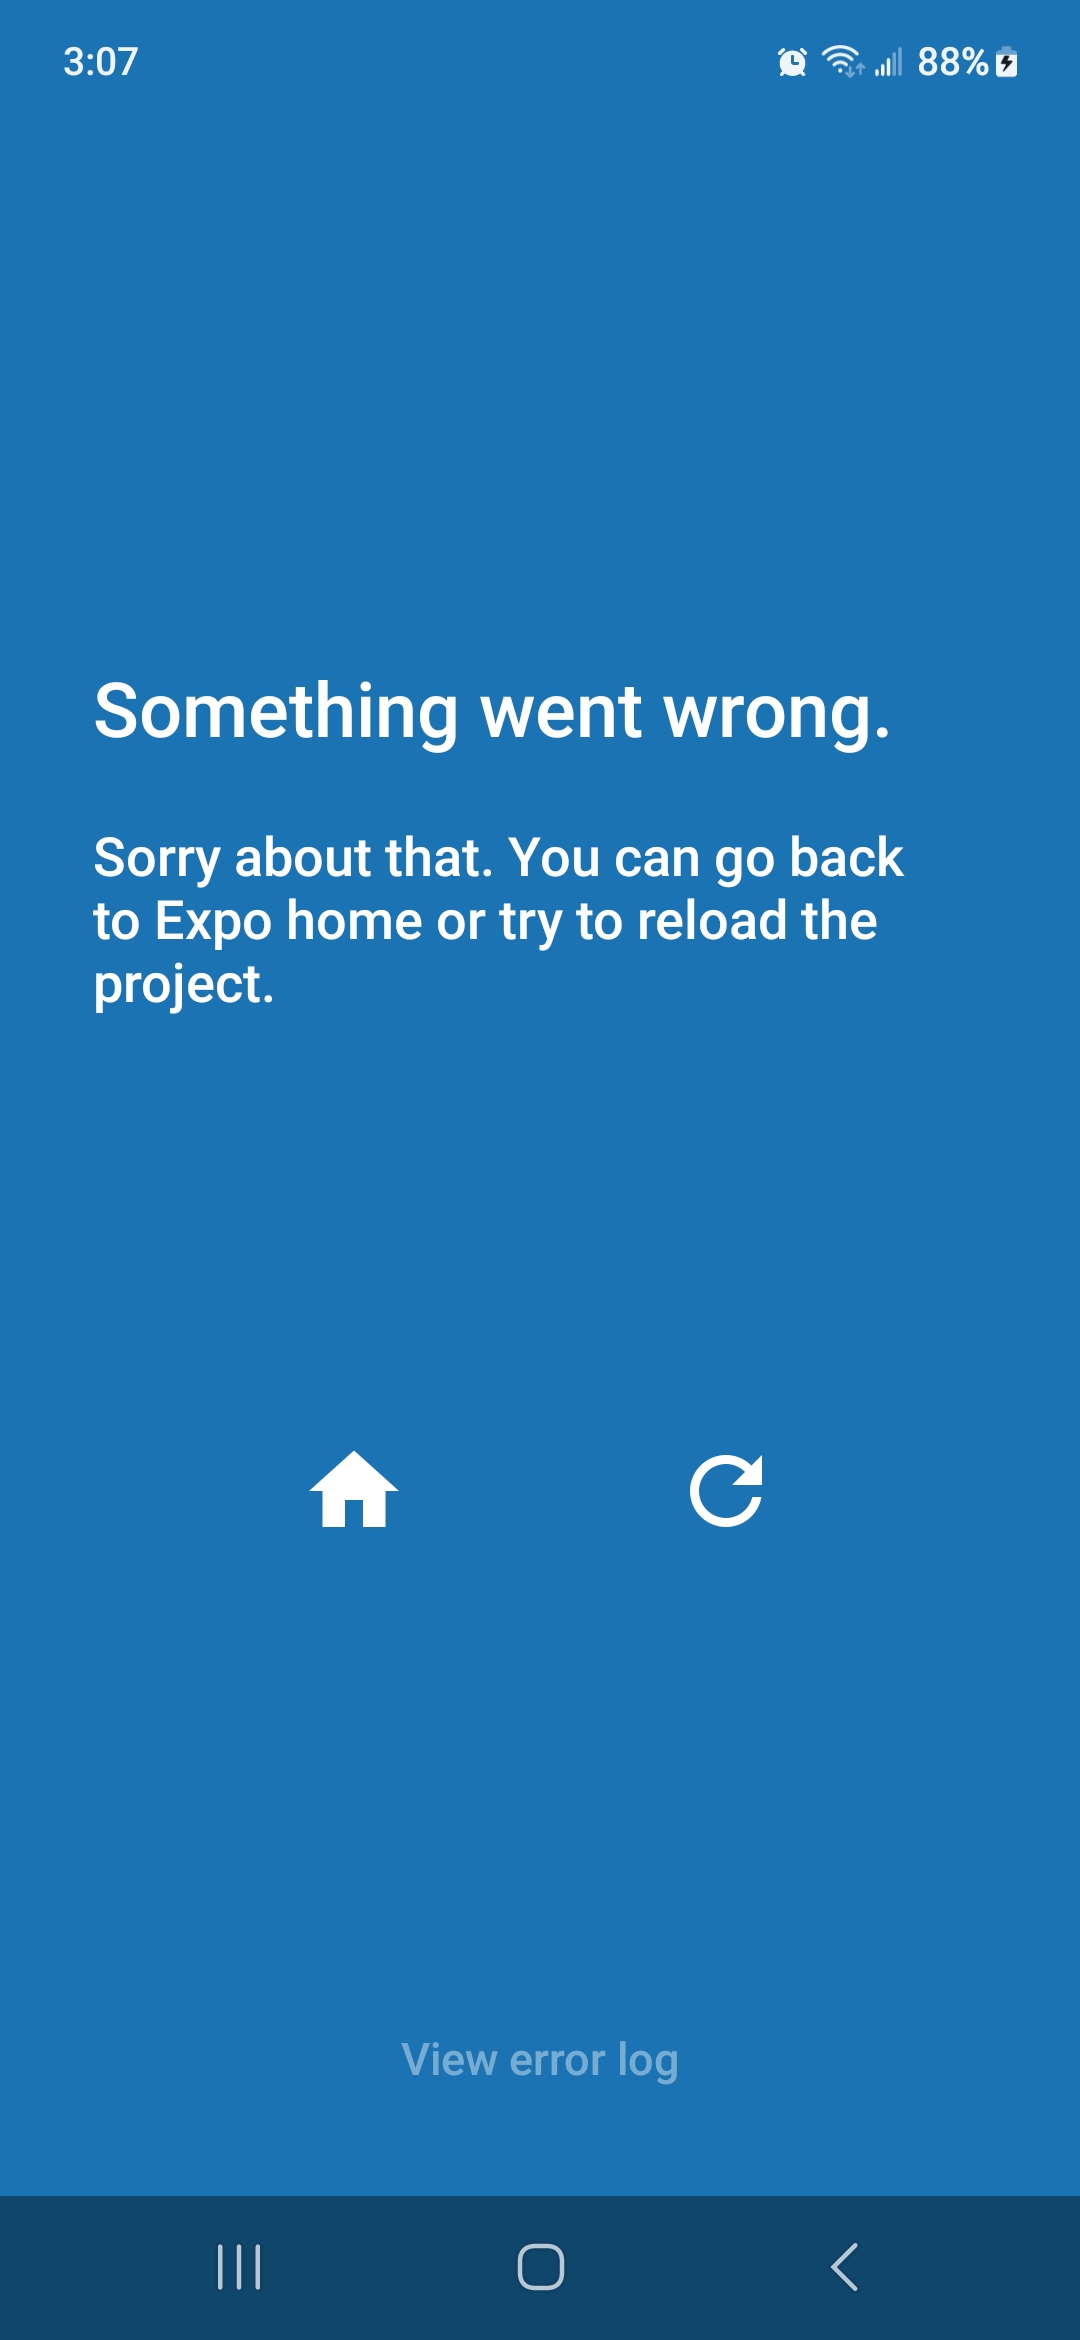 3:07
88%
Something went wrong.
Sorry about that. You can go back
to Expo home or try to reload the
project.
View error log